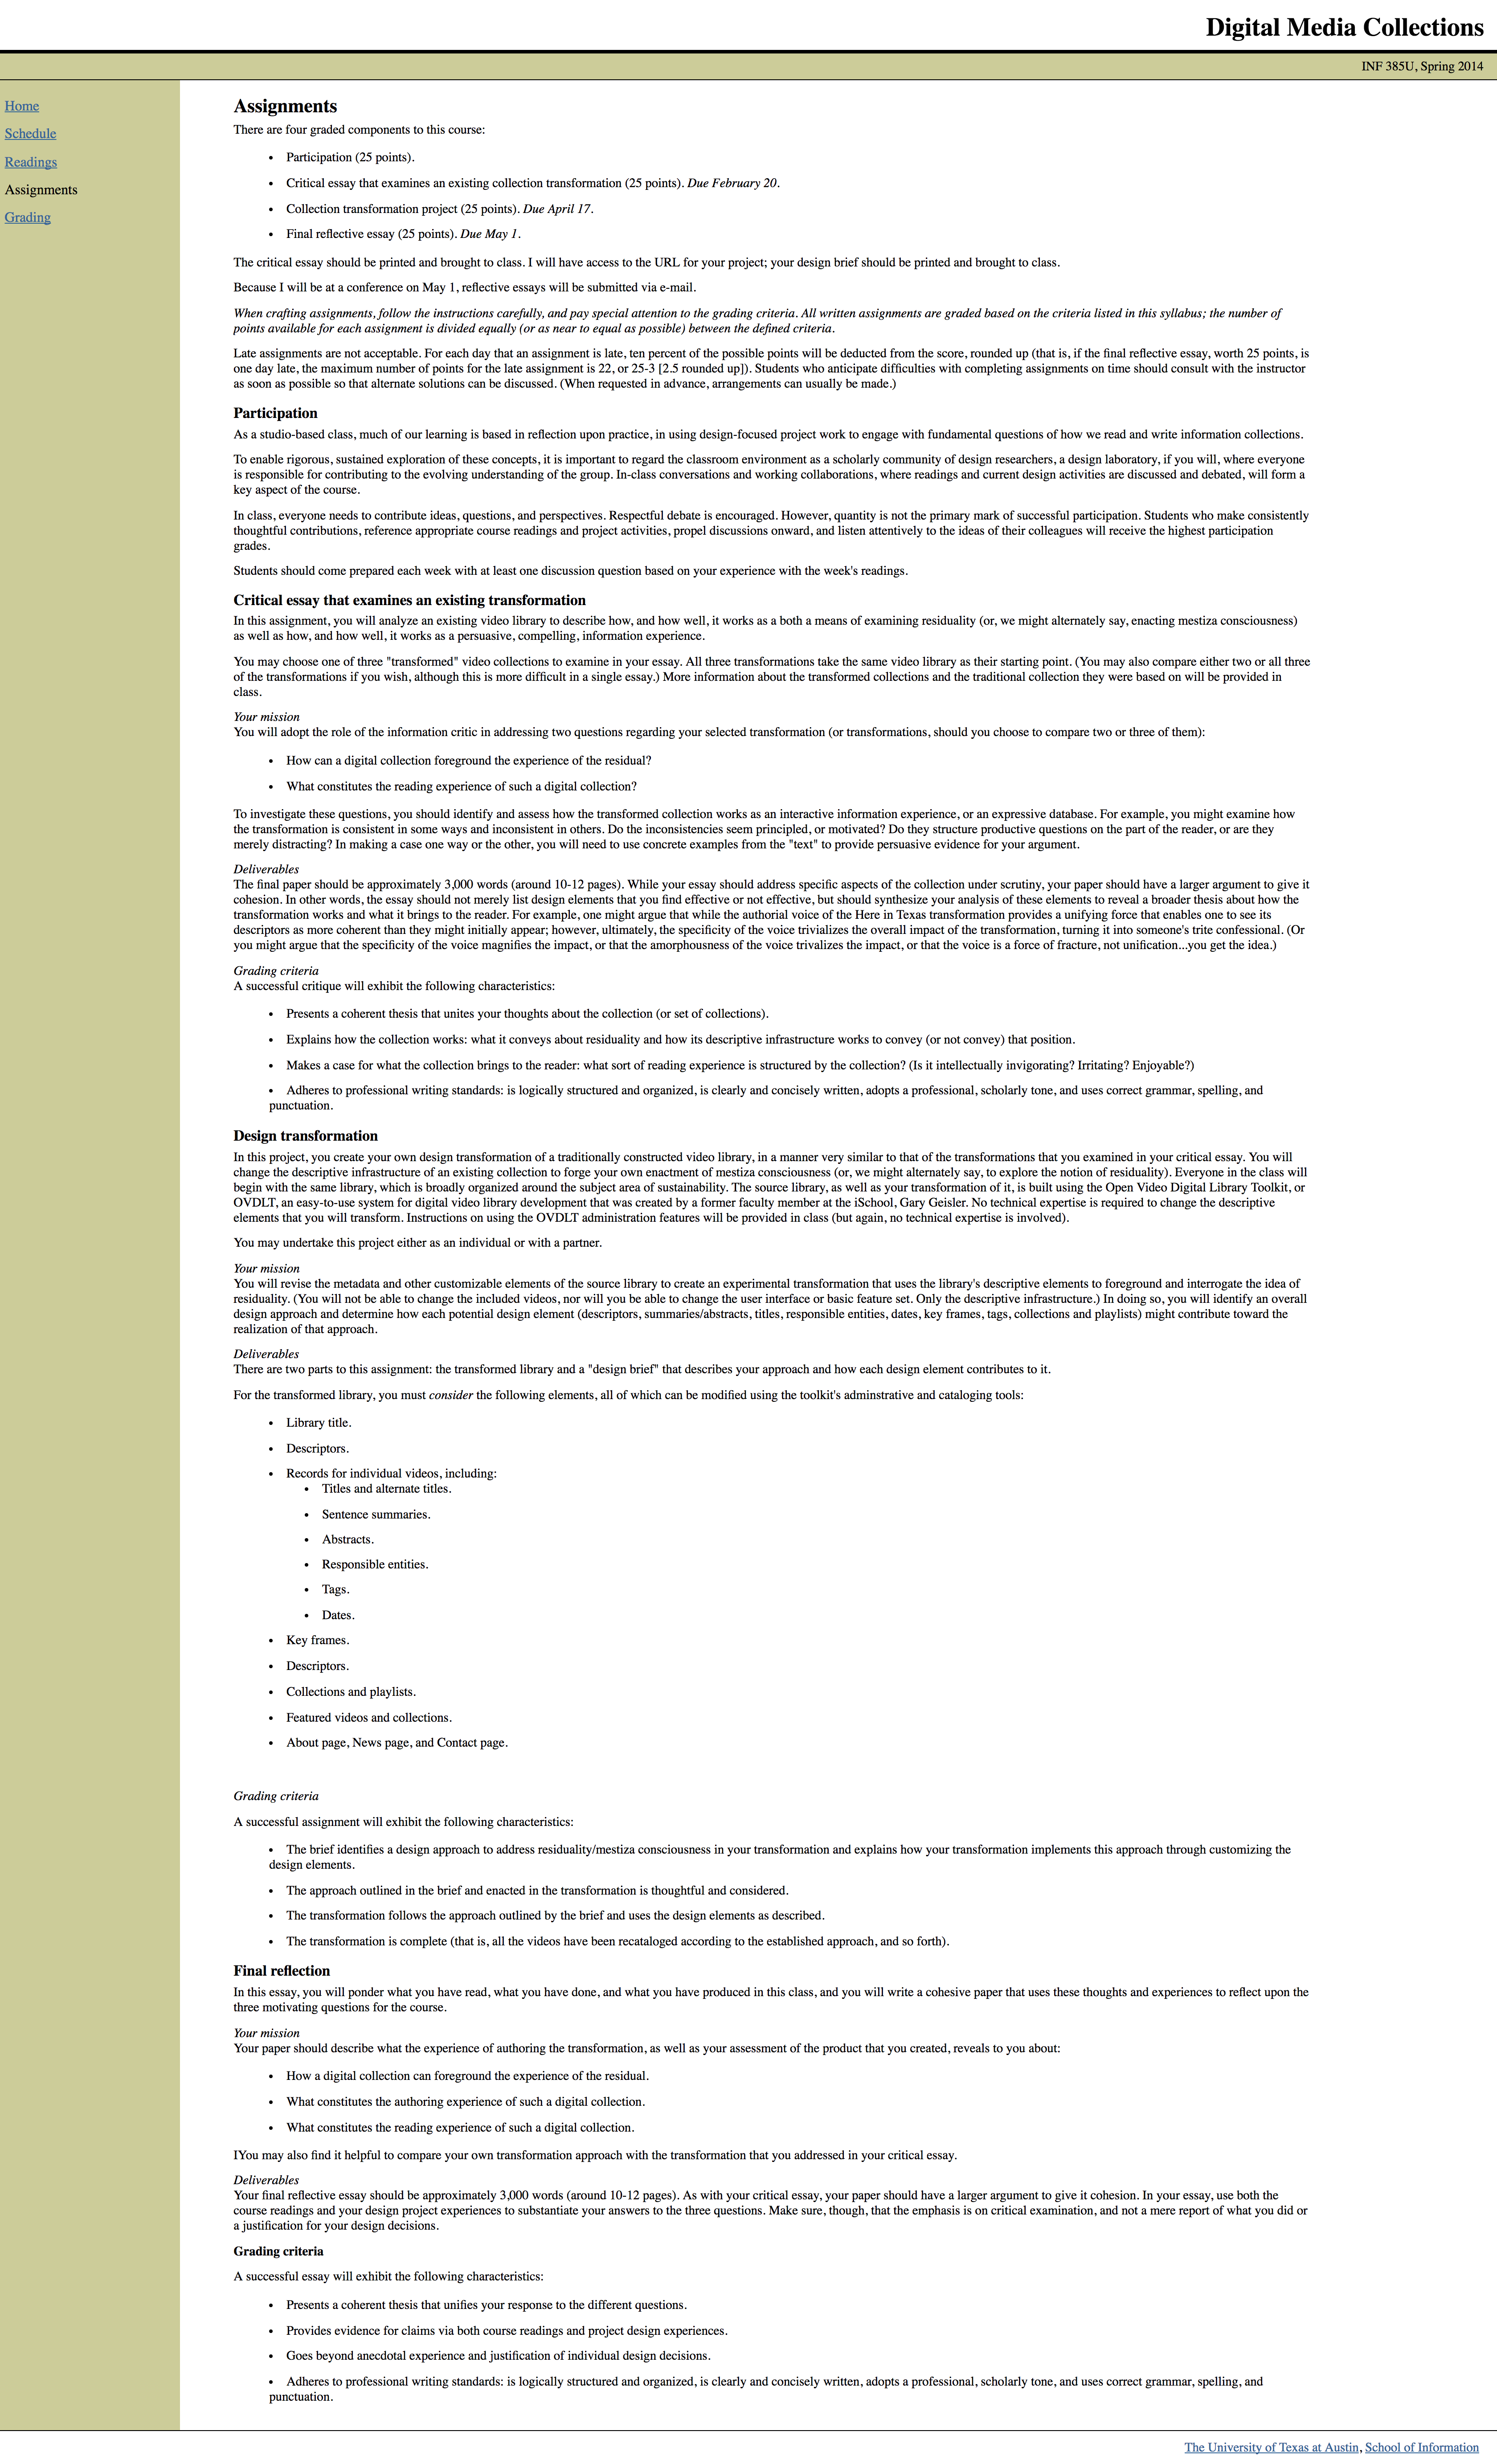 Digital Media Collections
INF 385U, Spring 2014
Home
Schedule
Readings
Assignments
Grading
Assignments
There are four graded components to this course:
• Participation (25 points).
• Critical essay that examines an existing collection transformation (25 points). Due February 20.
• Collection transformation project (25 points). Due April 17.
• Final reflective essay (25 points). Due May 1.
The critical essay should be printed and brought to class. I will have access to the URL for your project; your design brief should be printed and brought to class.
Because I will be at a conference on May 1, reflective essays will be submitted via e-mail.
When crafting assignments, follow the instructions carefully, and pay special attention to the grading criteria. All written assignments are graded based on the criteria listed in this syllabus; the number of
points available for each assignment is divided equally (or as near to equal as possible) between the defined criteria.
Late assignments are not acceptable. For each day that an assignment is late, ten percent of the possible points will be deducted from the score, rounded up (that is, if the final reflective essay, worth 25 points, is
one day late, the maximum number of points for the late assignment is 22, or 25-3 [2.5 rounded up]). Students who anticipate difficulties with completing assignments on time should consult with the instructor
as soon as possible so that alternate solutions can be discussed. (When requested in advance, arrangements can usually be made.)
Participation
As a studio-based class, much of our learning is based in reflection upon practice, in using design-focused project work to engage with fundamental questions of how we read and write information collections.
To enable rigorous, sustained exploration of these concepts, it is important to regard the classroom environment as a scholarly community of design researchers, a design laboratory, if you will, where everyone
is responsible for contributing to the evolving understanding of the group. In-class conversations and working collaborations, where readings and current design activities are discussed and debated, will form a
key aspect of the course.
In class, everyone needs to contribute ideas, questions, and perspectives. Respectful debate is encouraged. However, quantity is not the primary mark of successful participation. Students who make consistently
thoughtful contributions, reference appropriate course readings and project activities, propel discussions onward, and listen attentively to the ideas of their colleagues will receive the highest participation
grades.
Students should come prepared each week with at least one discussion question based on your experience with the week's readings.
Critical essay that examines an existing transformation
In this assignment, you will analyze an existing video library to describe how, and how well, it works as a both a means of examining residuality (or, we might alternately say, enacting mestiza consciousness)
as well as how, and how well, it works as a persuasive, compelling, information experience.
You may choose one of three "transformed" video collections to examine in your essay. All three transformations take the same video library as their starting point. (You may also compare either two or all three
of the transformations if you wish, although this is more difficult in a single essay.) More information about the transformed collections and the traditional collection they were based on will be provided in
class.
Your mission
You will adopt the role of the information critic in addressing two questions regarding your selected transformation (or transformations, should you choose to compare two or three of them):
• How can a digital collection foreground the experience of the residual?
• What constitutes the reading experience of such a digital collection?
To investigate these questions, you should identify and assess how the transformed collection works as an interactive information experience, or an expressive database. For example, you might examine how
the transformation is consistent in some ways and inconsistent in others. Do the inconsistencies seem principled, or motivated? Do they structure productive questions on the part of the reader, or are they
merely distracting? In making a case one way or the other, you will need to use concrete examples from the "text" to provide persuasive evidence for your argument.
Deliverables
The final paper should be approximately 3,000 words (around 10-12 pages). While your essay should address specific aspects of the collection under scrutiny, your paper should have a larger argument to give it
cohesion. In other words, the essay should not merely list design elements that you find effective or not effective, but should synthesize your analysis of these elements to reveal a broader thesis about how the
transformation works and what it brings to the reader. For example, one might argue that while the authorial voice of the Here in Texas transformation provides a unifying force that enables one to see its
descriptors as more coherent than they might initially appear; however, ultimately, the specificity of the voice trivializes the overall impact of the transformation, turning it into someone's trite confessional. (Or
you might argue that the specificity of the voice magnifies the impact, or that the amorphousness of the voice trivalizes the impact, or that the voice is a force of fracture, not unification...you get the idea.)
Grading criteria
A successful critique will exhibit the following characteristics:
• Presents a coherent thesis that unites your thoughts about the collection (or set of collections).
• Explains how the collection works: what it conveys about residuality and how its descriptive infrastructure works to convey (or not convey) that position.
• Makes a case for what the collection brings to the reader: what sort of reading experience is structured by the collection? (Is it intellectually invigorating? Irritating? Enjoyable?)
• Adheres to professional writing standards: is logically structured and organized, is clearly and concisely written, adopts a professional, scholarly tone, and uses correct grammar, spelling, and
punctuation.
Design transformation
In this project, you create your own design transformation of a traditionally constructed video library, in a manner very similar to that of the transformations that you examined in your critical essay. You will
change the descriptive infrastructure of an existing collection to forge your own enactment of mestiza consciousness (or, we might alternately say, to explore the notion of residuality). Everyone in the class will
begin with the same library, which is broadly organized around the subject area of sustainability. The source library, as well as your transformation of it, is built using the Open Video Digital Library Toolkit, or
OVDLT, an easy-to-use system for digital video library development that was created by a former faculty member at the iSchool, Gary Geisler. No technical expertise is required to change the descriptive
elements that you will transform. Instructions on using the OVDLT administration features will be provided in class (but again, no technical expertise is involved).
You may undertake this project either as an individual or with a partner.
Your mission
You will revise the metadata and other customizable elements of the source library to create an experimental transformation that uses the library's descriptive elements to foreground and interrogate the idea of
residuality. (You will not be able to change the included videos, nor will you be able to change the user interface or basic feature set. Only the descriptive infrastructure.) In doing so, you will identify an overall
design approach and determine how each potential design element (descriptors, summaries/abstracts, titles, responsible entities, dates, key frames, tags, collections and playlists) might contribute toward the
realization of that approach.
Deliverables
There are two parts to this assignment: the transformed library and a "design brief" that describes your approach and how each design element contributes to it.
For the transformed library, you must consider the following elements, all of which can be modified using the toolkit's adminstrative and cataloging tools:
• Library title.
• Descriptors.
• Records for individual videos, including:
• Titles and alternate titles.
• Sentence summaries.
• Abstracts.
• Responsible entities.
• Tags.
• Dates.
• Key frames.
• Descriptors.
• Collections and playlists.
• Featured videos and collections.
• About page, News page, and Contact page.
Grading criteria
A successful assignment will exhibit the following characteristics:
• The brief identifies a design approach to address residuality/mestiza consciousness in your transformation and explains how your transformation implements this approach through customizing the
design elements.
• The approach outlined in the brief and enacted in the transformation is thoughtful and considered.
• The transformation follows the approach outlined by the brief and uses the design elements as described.
• The transformation is complete (that is, all the videos have been recataloged according to the established approach, and so forth).
Final reflection
In this essay, you will ponder what you have read, what you have done, and what you have produced in this class, and you will write a cohesive paper that uses these thoughts and experiences to reflect upon the
three motivating questions for the course.
Your mission
Your paper should describe what the experience of authoring the transformation, as well as your assessment of the product that you created, reveals to you about:
• How a digital collection can foreground the experience of the residual.
• What constitutes the authoring experience of such a digital collection.
• What constitutes the reading experience of such a digital collection.
IYou may also find it helpful to compare your own transformation approach with the transformation that you addressed in your critical essay.
Deliverables
Your final reflective essay should be approximately 3,000 words (around 10-12 pages). As with your critical essay, your paper should have a larger argument to give it cohesion. In your essay, use both the
course readings and your design project experiences to substantiate your answers to the three questions. Make sure, though, that the emphasis is on critical examination, and not a mere report of what you did or
a justification for your design decisions.
Grading criteria
A successful essay will exhibit the following characteristics:
• Presents a coherent thesis that unifies your response to the different questions.
• Provides evidence for claims via both course readings and project design experiences.
• Goes beyond anecdotal experience and justification of individual design decisions.
• Adheres to professional writing standards: is logically structured and organized, is clearly and concisely written, adopts a professional, scholarly tone, and uses correct grammar, spelling, and
punctuation.
The University of Texas at Austin, School of Information